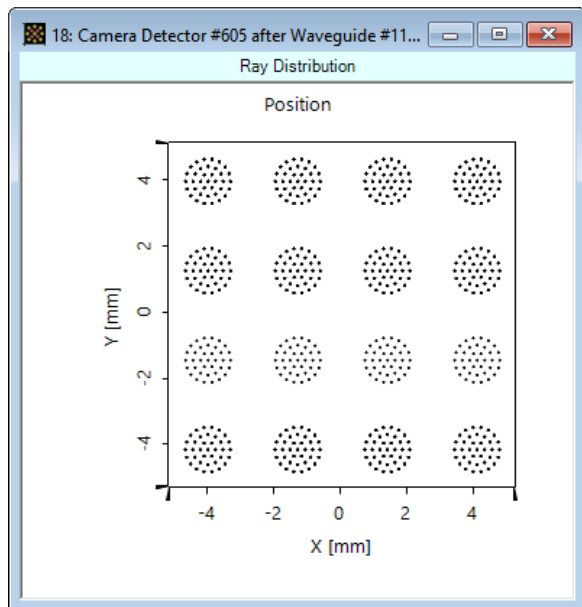 18: Camera Detector #605 after Waveguide #11...
Ray Distribution
Position
4
2
0
-2
-4
Y [mm]
-4 -2 0 2 4
X [mm]